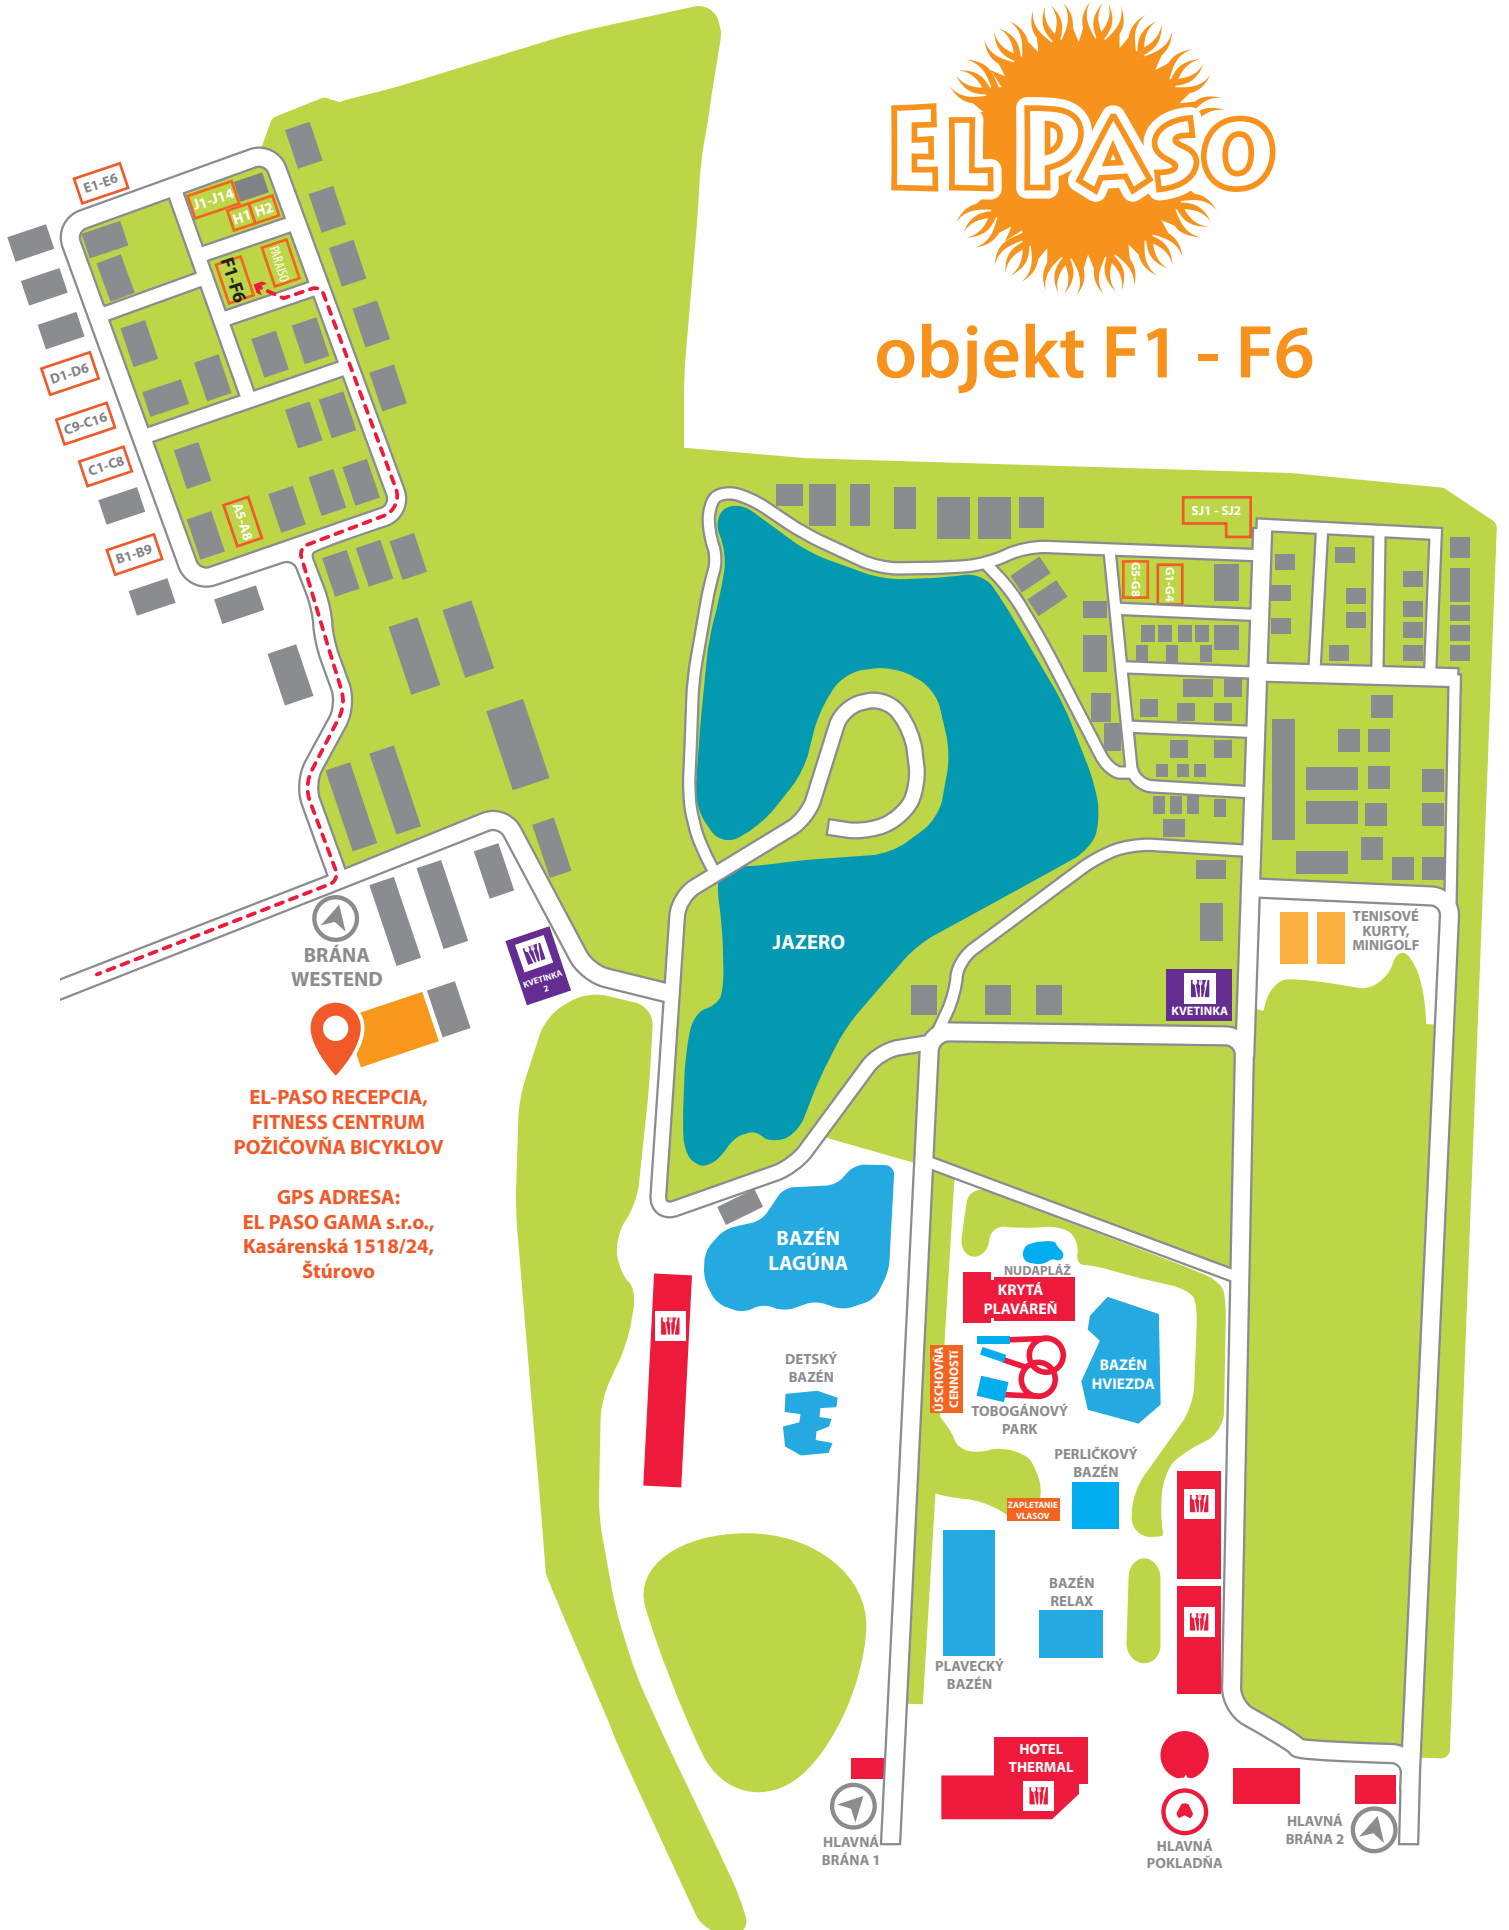 EL PASO
objekt F1 - F6
E1-E6
J1-J14
H1
H2
PARAISO
F1-F6
D1-D6
C9-C16
C1-C8
A5-A8
B1-B9
SJ1 - SJ2
G5-G8
G1-G4
BRÁNA
WESTEND
KVETINKA
2
JAZERO
TENISOVÉ
KURTY,
MINIGOLF
KVETINKA
EL-PASO RECEPCIA,
FITNESS CENTRUM
POŽIČOVŇA BICYKLOV
GPS ADRESA:
EL PASO GAMA s.r.o.,
Kasárenská 1518/24,
Štúrovo
BAZÉN
LAGÚNA
NUDAPLÁŽ
KRYTÁ
PLAVÁREŇ
DETSKÝ
BAZÉN
ÚSCHOVŇA
CENNOSTí
BAZÉN
HVIEZDA
TOBOGÁNOVÝ
PARK
PERLIČKOVÝ
BAZÉN
ZAPLETANIE
VLASOV
BAZÉN
RELAX
PLAVECKÝ
BAZÉN
HOTEL
THERMAL
HLAVNÁ
BRÁNA 1
HLAVNÁ
POKLADŇA
HLAVNÁ
BRÁNA 2